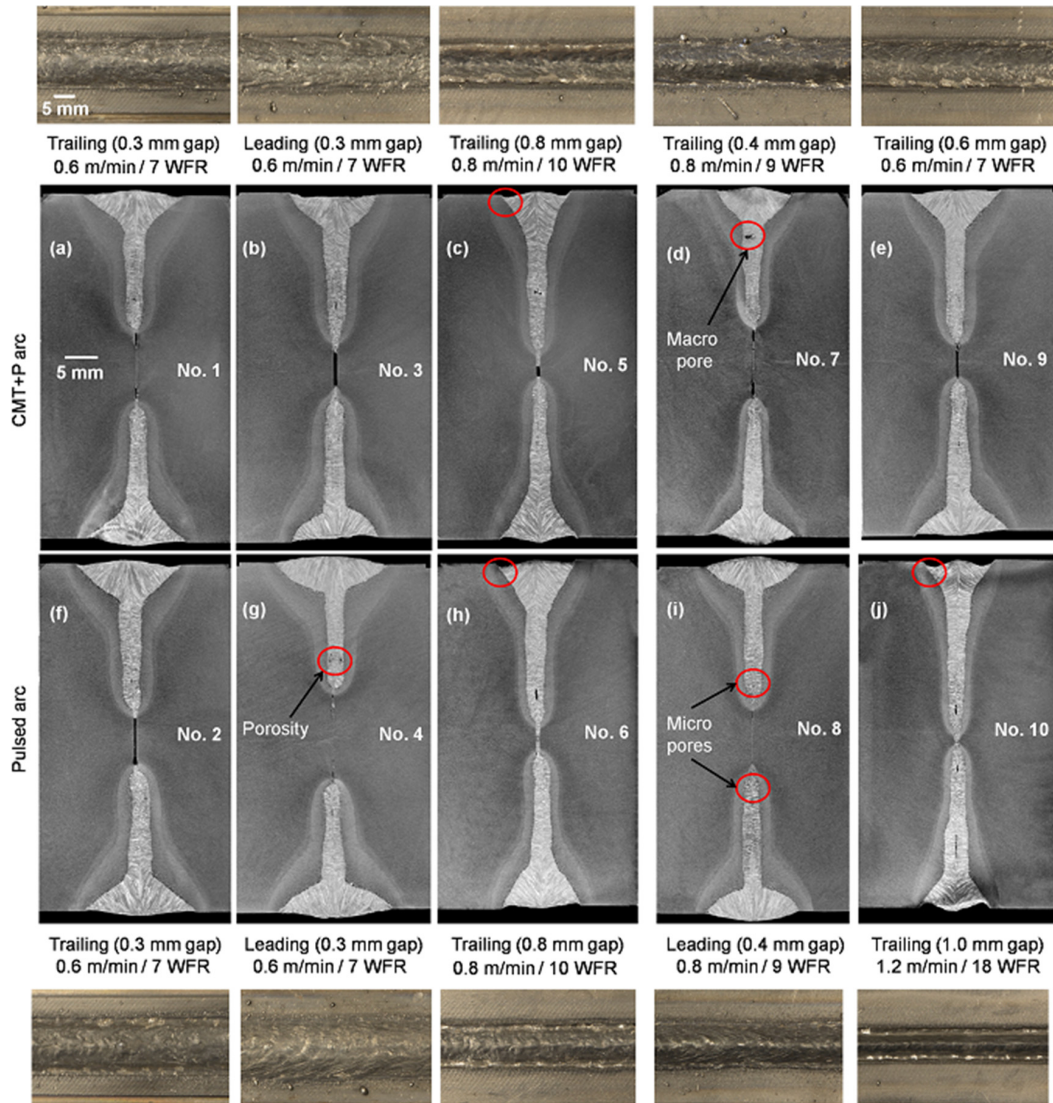 5 mm
Trailing (0.3 mm gap)
0.6 m/min / 7 WFR
Leading (0.3 mm gap)
0.6 m/min / 7 WFR
Trailing (0.8 mm gap)
0.8 m/min / 10 WFR
Trailing (0.4 mm gap)
0.8 m/min / 9 WFR
Trailing (0.6 mm gap)
0.6 m/min / 7 WFR
CMT+P arc
(a)
5 mm
No. 1
(b)
No. 3
(c)
No. 5
(d)
Macro
pore
No. 7
(e)
No. 9
Pulsed arc
(f)
No. 2
(g)
Porosity
No. 4
(h)
No. 6
(i)
Micro
pores
No. 8
(j)
No. 10
Trailing (0.3 mm gap)
0.6 m/min / 7 WFR
Leading (0.3 mm gap)
0.6 m/min / 7 WFR
Trailing (0.8 mm gap)
0.8 m/min / 10 WFR
Leading (0.4 mm gap)
0.8 m/min / 9 WFR
Trailing (1.0 mm gap)
1.2 m/min / 18 WFR